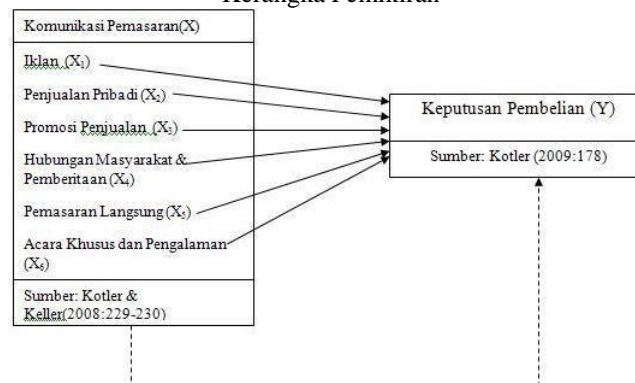 Kerangka Pemikiran
Komunikasi Pemasaran(X)
Iklan (X₁)
Penjualan Pribadi (X₂)
Promosi Penjualan (X₃)
Hubungan Masyarakat &
Pemberitaan (X₄)
Pemasaran Langsung (X₅)
Acara Khusus dan Pengalaman
(X₆)
Sumber: Kotler &
Keller(2008:229-230)
Keputusan Pembelian (Y)
Sumber: Kotler (2009:178)